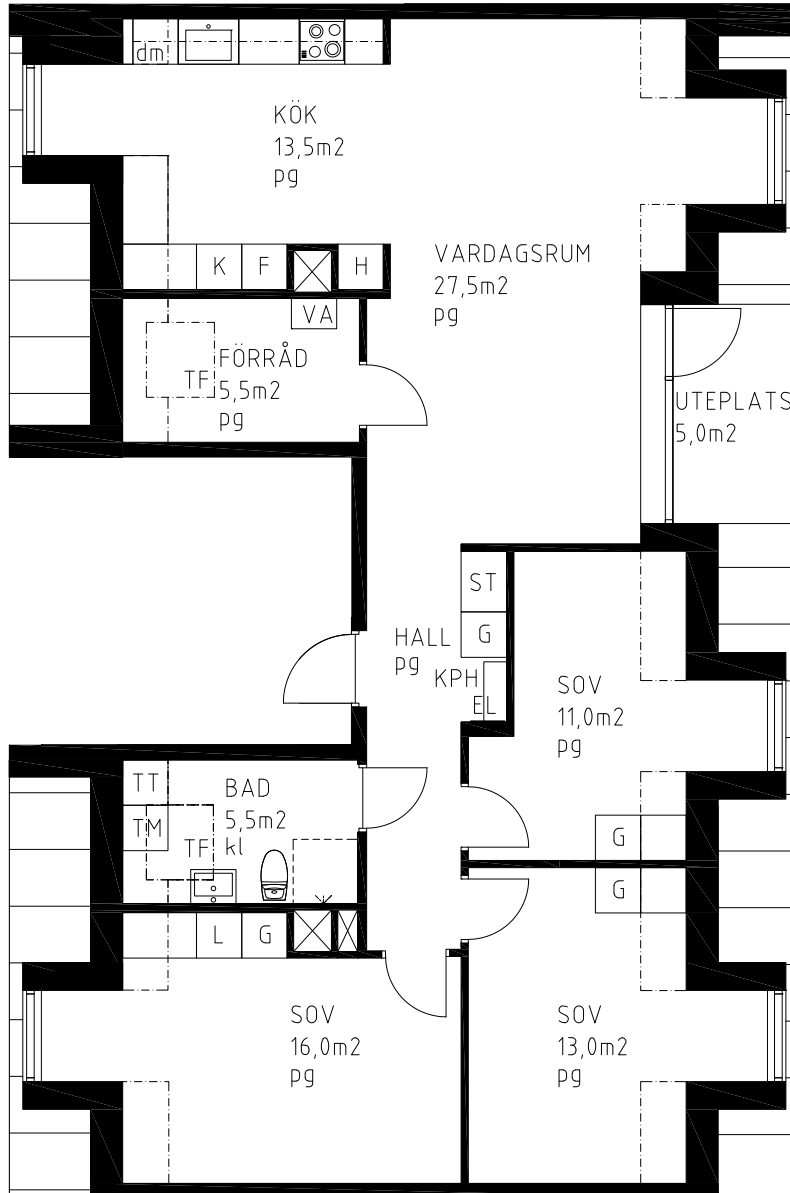 dm
KÖK
13,5m2
pg
K F H
VARDAGSRUM
27,5m2
pg
VA
FÖRRÅD
TF 5,5m2
pg
UTEPLATS
5,0m2
ST
G
HALL
pg
KPH
EL
SOV
11,0m2
pg
TT
TM
BAD
5,5m2
TF kl
G
G
L G
SOV
16,0m2
pg
SOV
13,0m2
pg